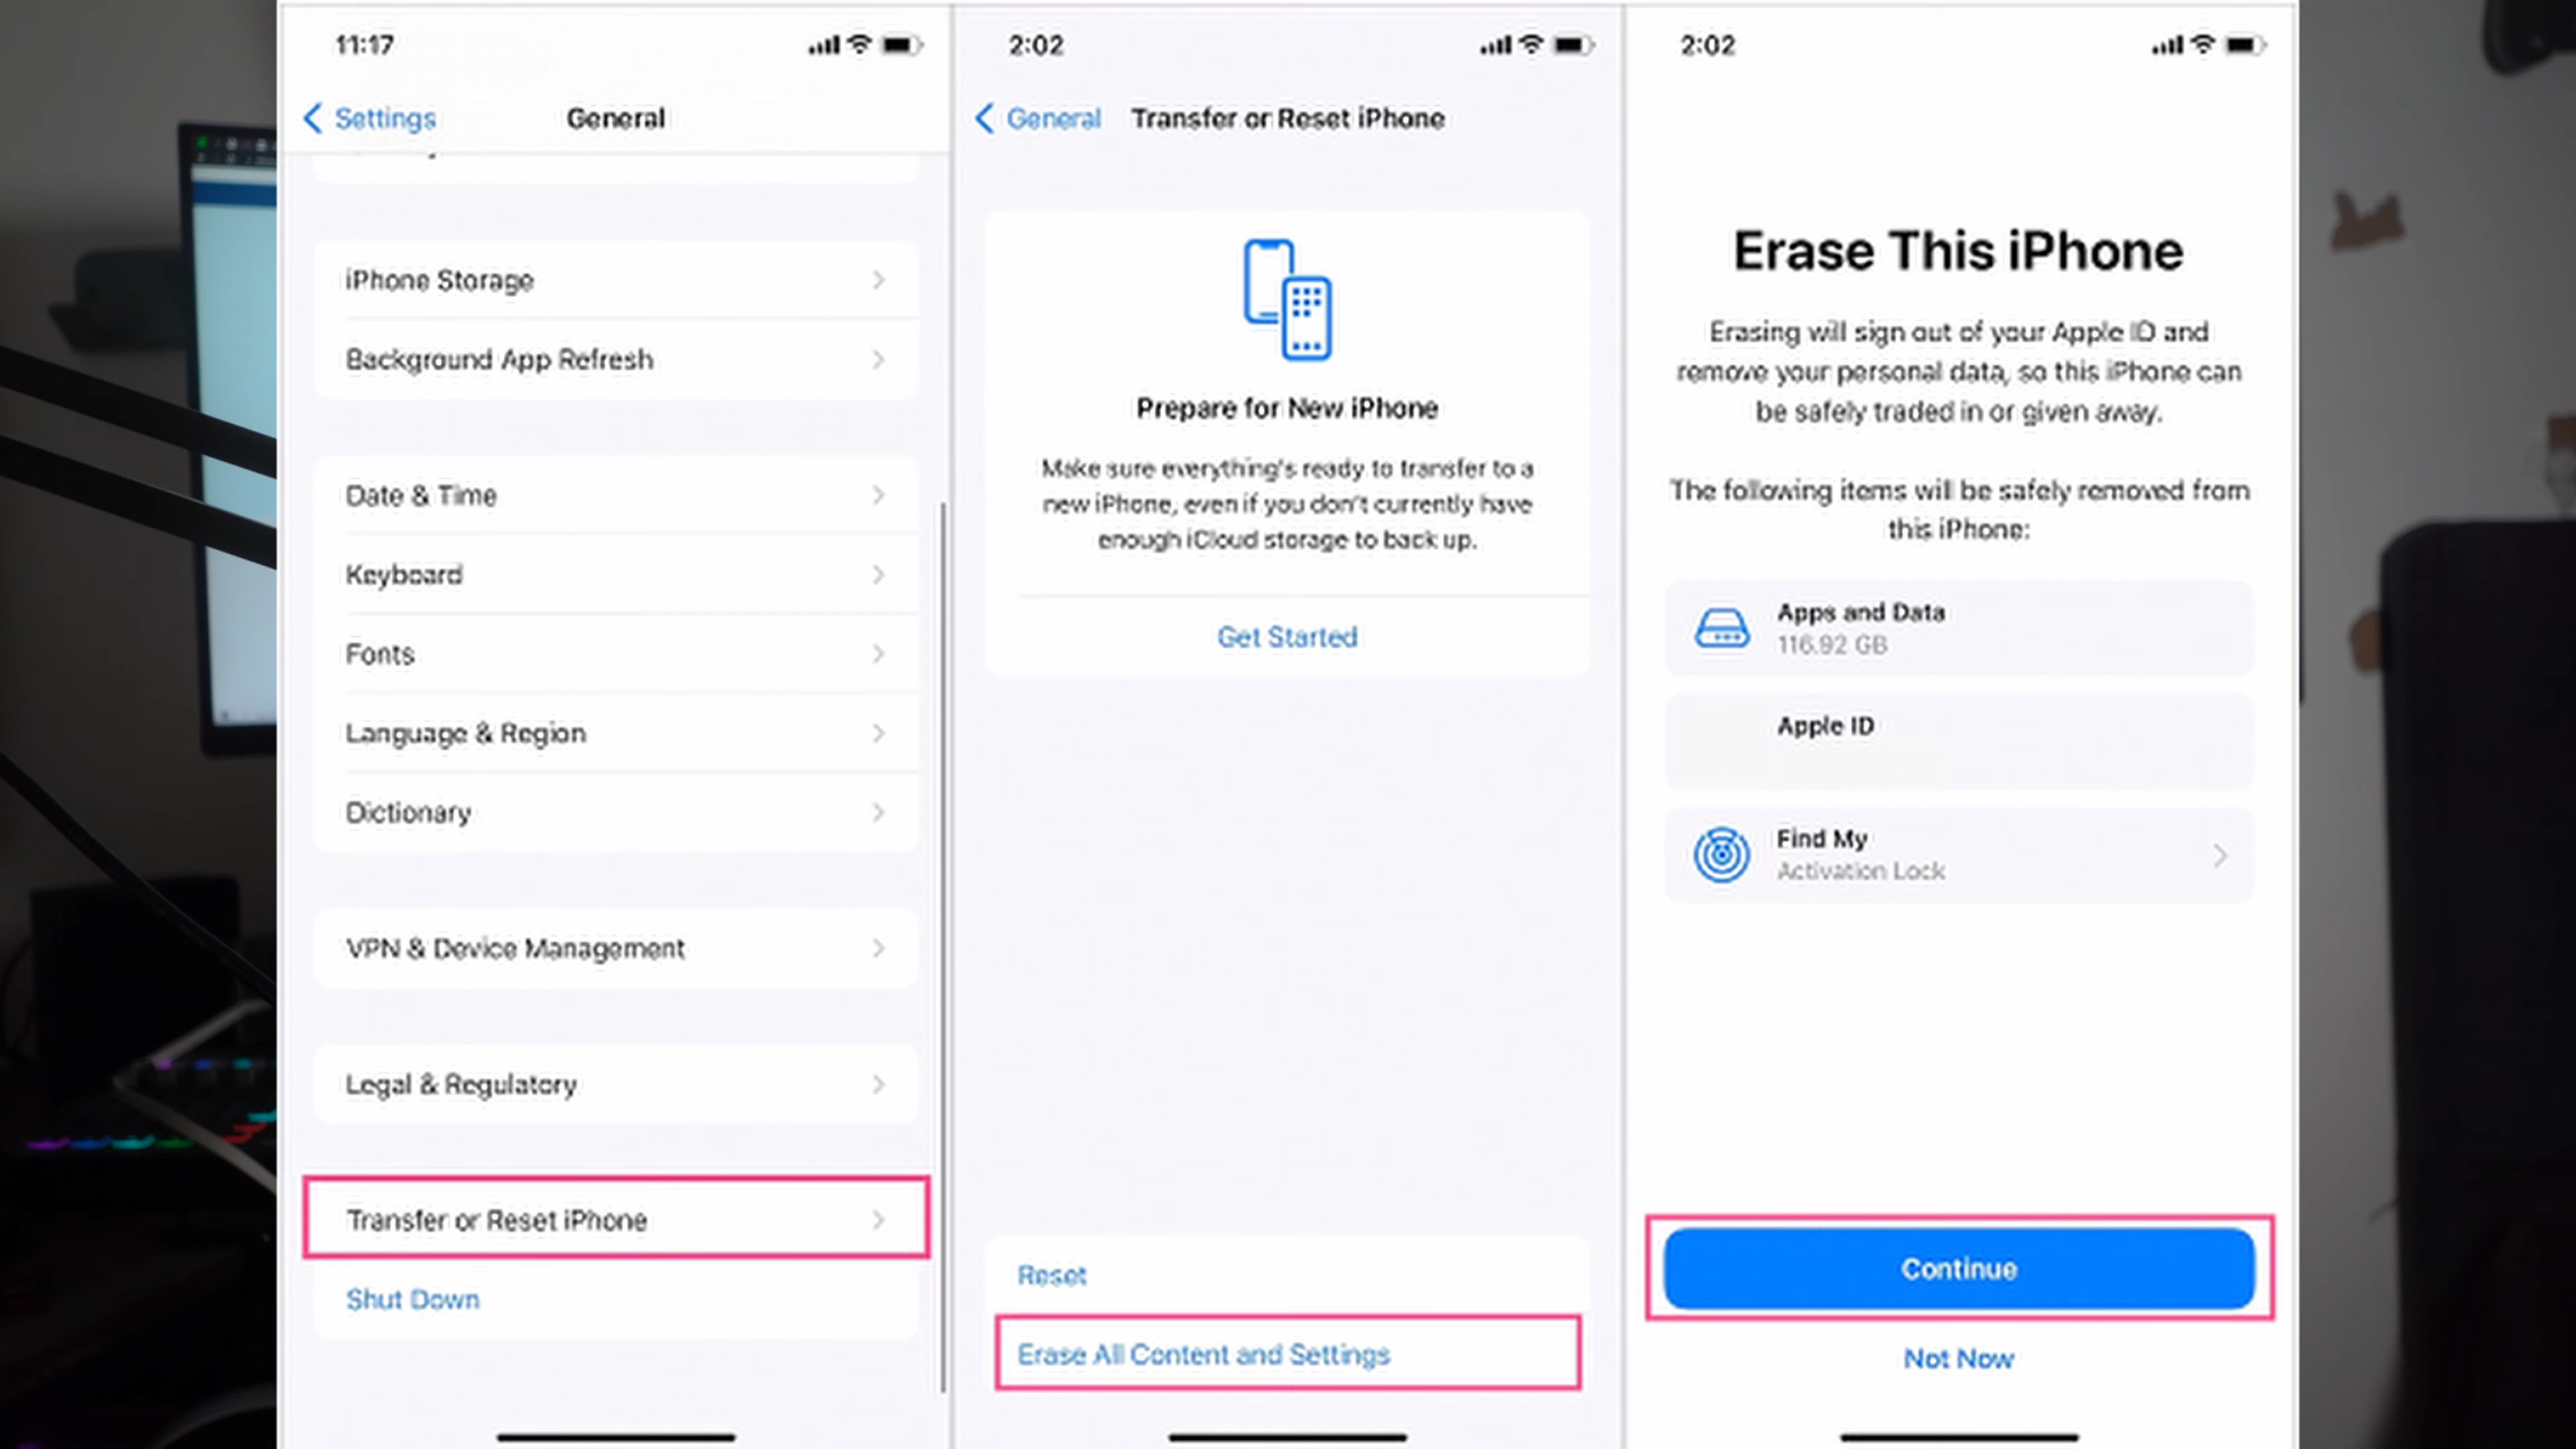 11:17
Settings
General
iPhone Storage
Background App Refresh
Date & Time
Keyboard
Fonts
Language & Region
Dictionary
VPN & Device Management
Legal & Regulatory
Transfer or Reset iPhone
Shut Down
2:02
General
Transfer or Reset iPhone
Prepare for New iPhone
Make sure everything's ready to transfer to a
new iPhone, even if you don't currently have
enough iCloud storage to back up.
Get Started
Reset
Erase All Content and Settings
2:02
Erase This iPhone
Erasing will sign out of your Apple ID and
remove your personal data, so this iPhone can
be safely traded in or given away.
The following items will be safely removed from
this iPhone:
Apps and Data
116.92 GB
Apple ID
Find My
Activation Lock
Continue
Not Now